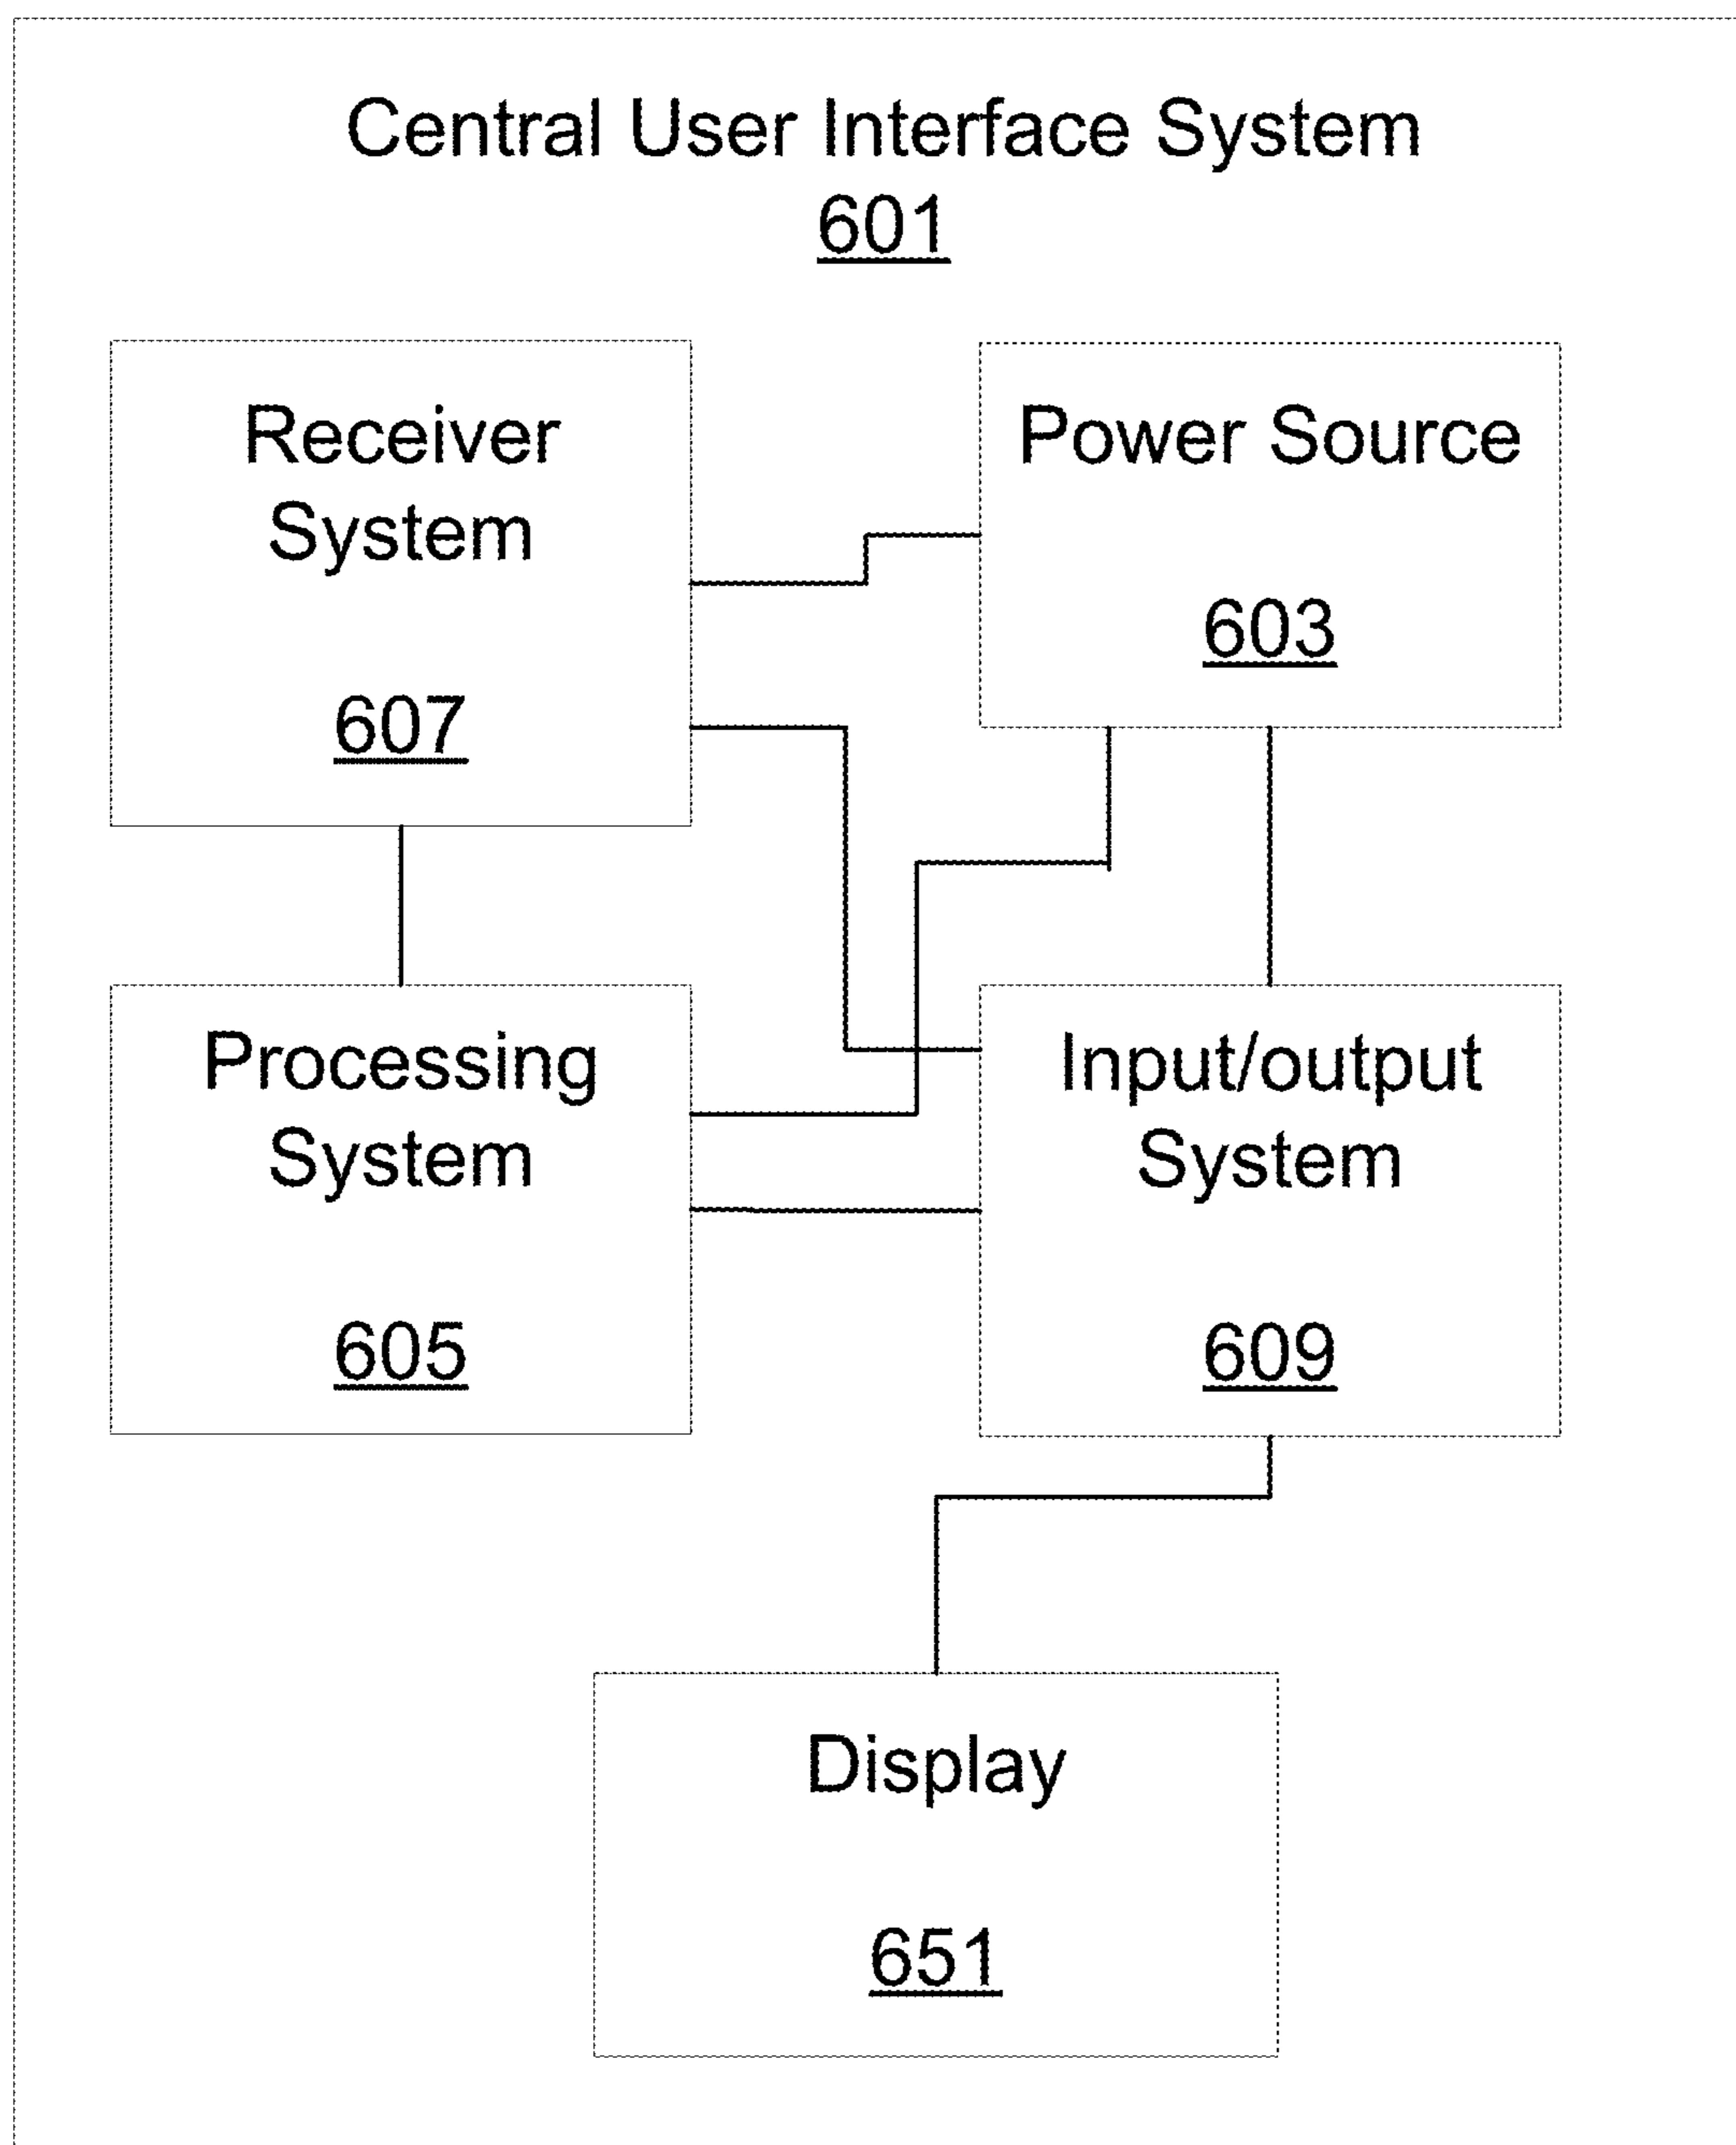 Central User Interface System
601
Receiver
System
607
Power Source
603
Processing
System
605
Input/output
System
609
Display
651